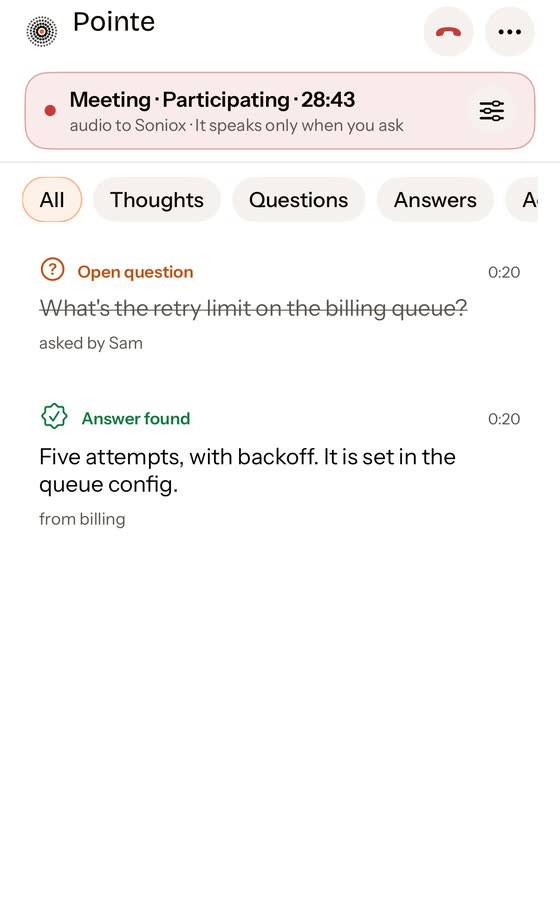 Pointe
Meeting · Participating · 28:43
audio to Soniox · It speaks only when you ask
All
Thoughts
Questions
Answers
Open question
0:20
What's the retry limit on the billing queue?
asked by Sam
Answer found
0:20
Five attempts, with backoff. It is set in the
queue config.
from billing